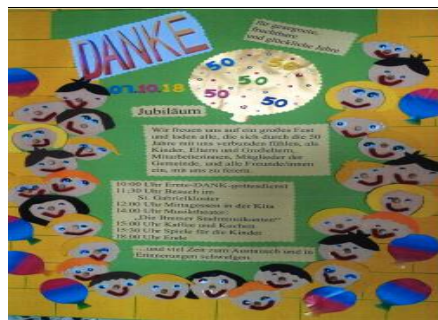 DANKE
für gesegnete,
fruchtbare
und glückliche Jahre
50 50
50
50 50
07.10.18
Jubiläum
Wir freuen uns auf ein großes Fest
und laden alle, die sich durch die 50
Jahre mit uns verbunden fühlen, als
Kinder, Eltern und Großeltern,
Mitarbeiterinnen, Mitglieder der
Gemeinde, und alle Freunde/innen
ein, mit uns zu feiern.
10:00 Uhr Ernte-DANK-gottesdienst
11:30 Uhr Besuch im
St. Gabrielkloster
12.00 Uhr Mittagessen in der Kita
14.00 Uhr Musiktheater:
"Die Bremer Stadtmusikanten"
15:00 Uhr Kaffee und Kuchen
15:30 Uhr Spiele für die Kinder
18:00 Uhr Ende
...und viel Zeit zum Austausch und in
Erinnerungen schwelgen